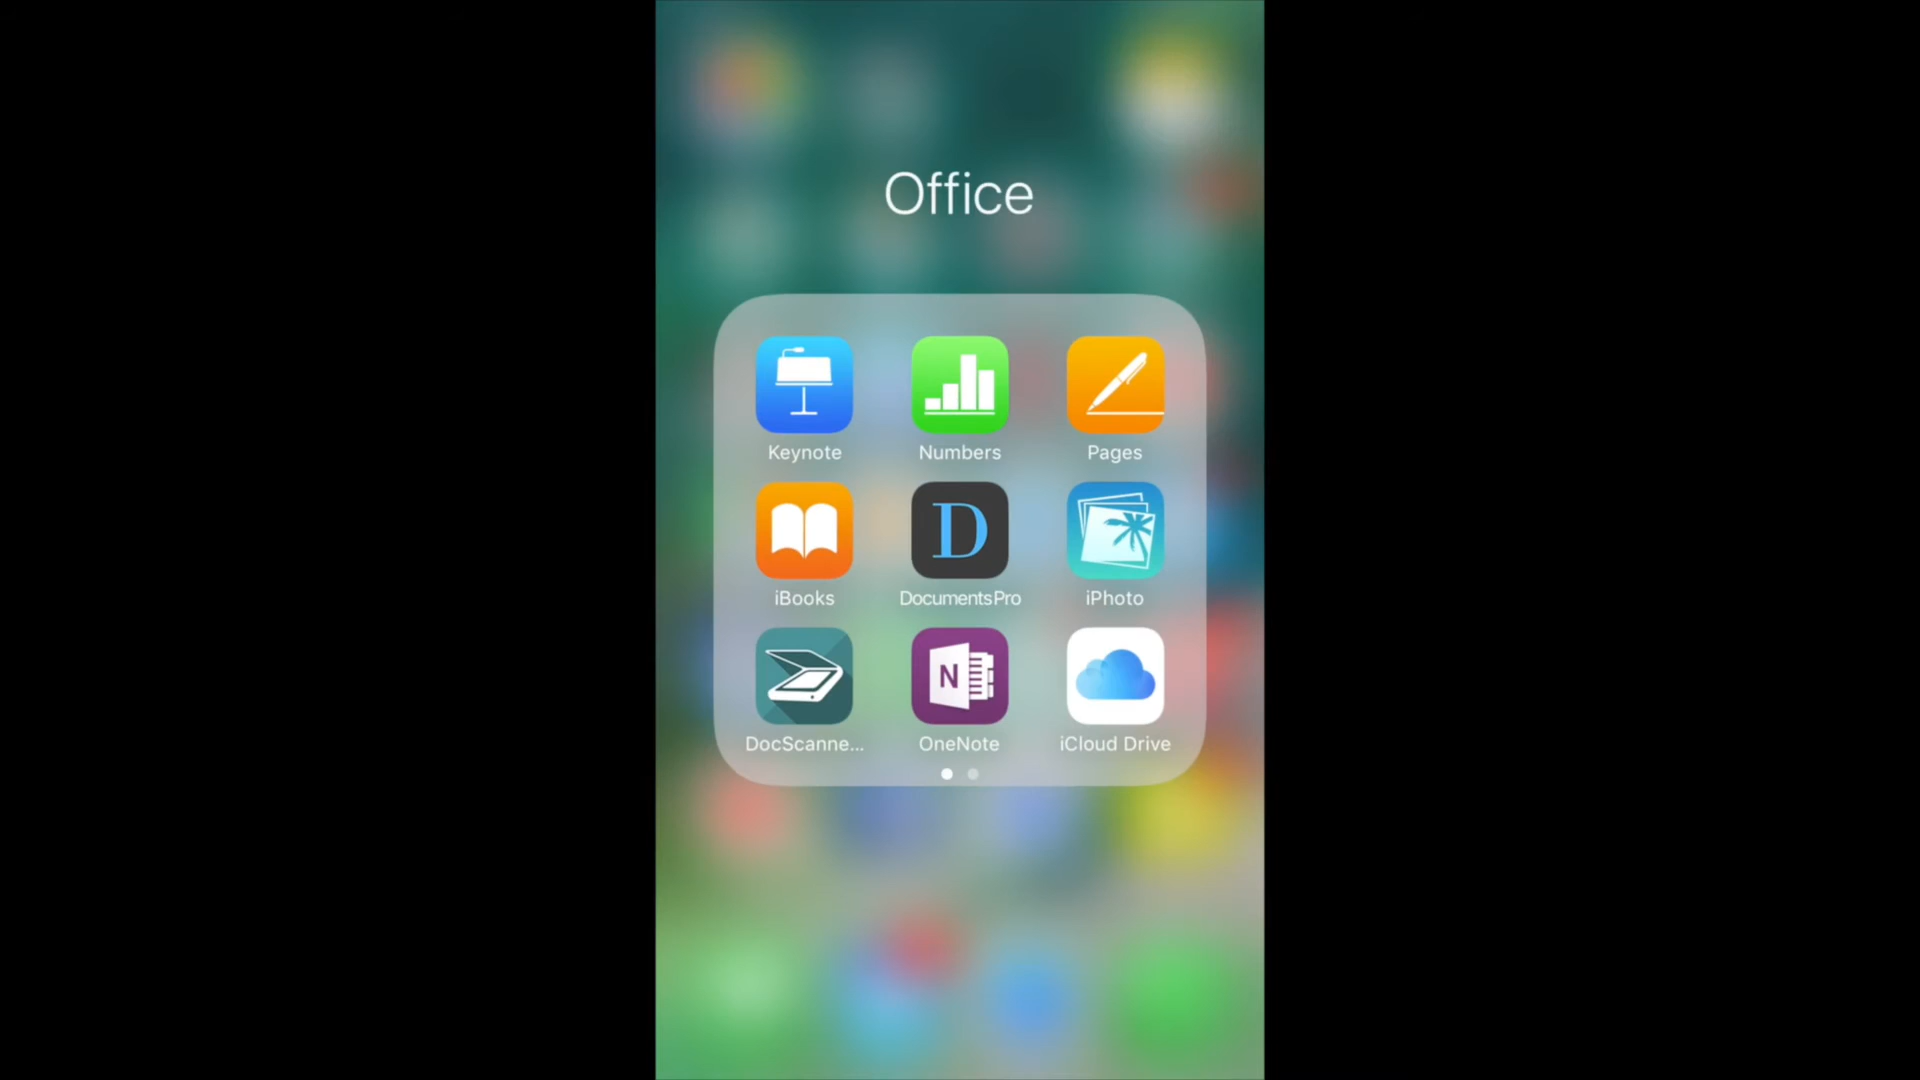 Office
Keynote Numbers Pages
D
iBooks DocumentsPro iPhoto
N
DocScanne... OneNote iCloud Drive